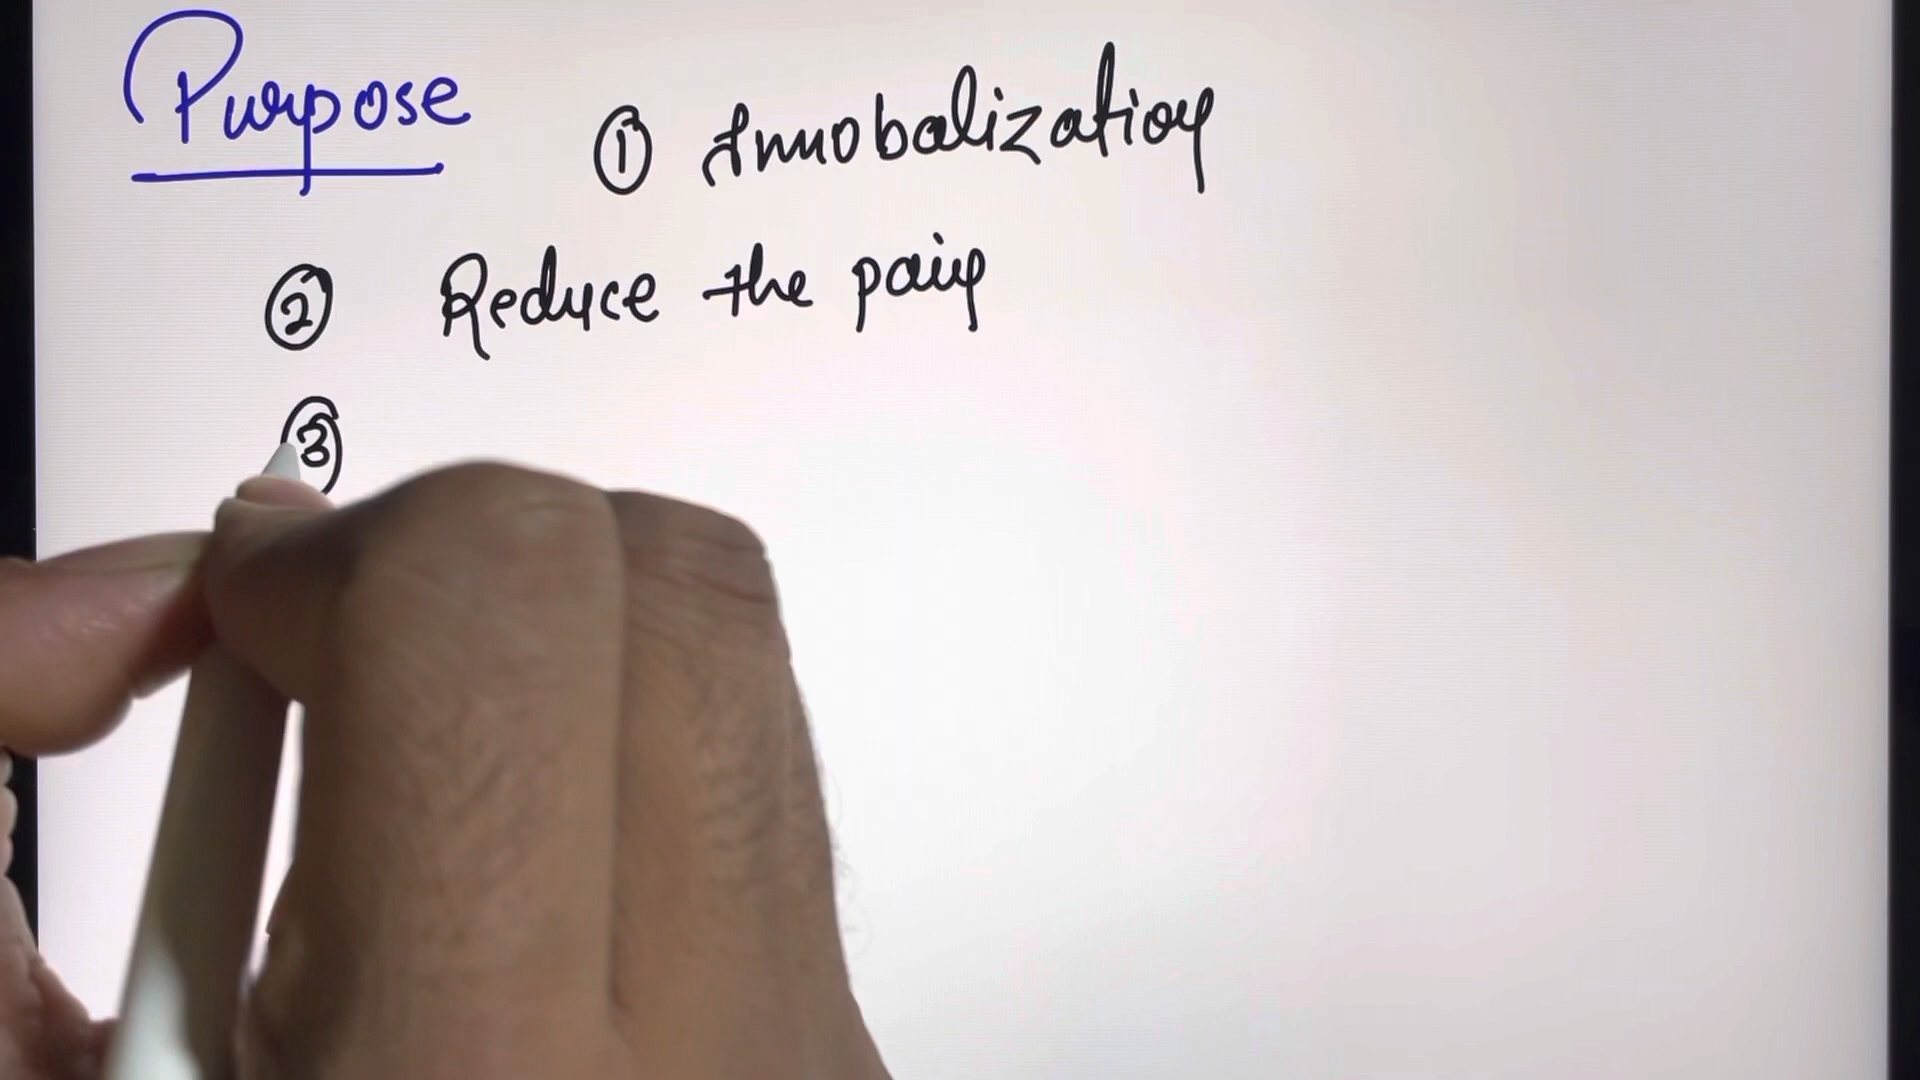 Purpose
① Immobalization
② Reduce the pain
③